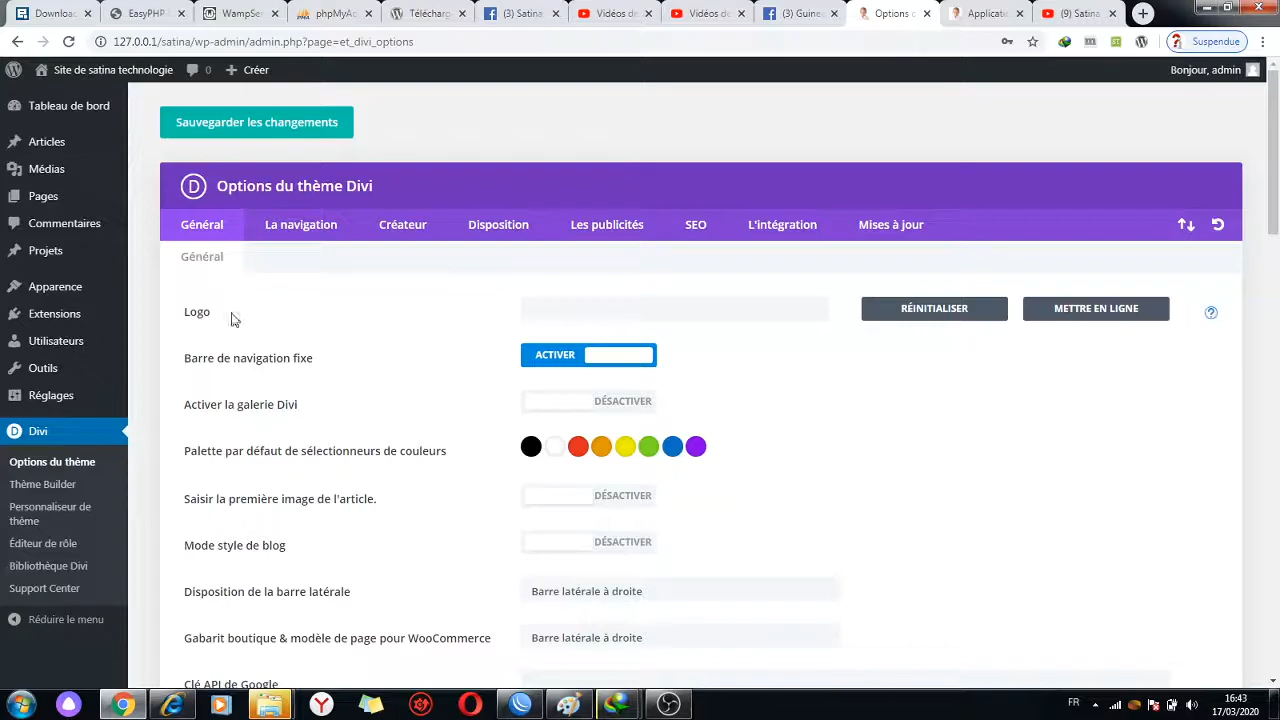 Downloac
EasyPHP
WampSer
phpMyA
Télécharg
Satina
Vidéos de
Vidéos
(3) Guiné
Options d
Applicate
(9) Satina
127.0.0.1/satina/wp-admin/admin.php?page=et_divi_options
Suspendue
Site de satina technologie
0
Créer
Bonjour, admin
Tableau de bord
Articles
Médias
Pages
Commentaires
Projets
Apparence
Extensions
Utilisateurs
Outils
Réglages
Divi
Options du thème
Thème Builder
Personnaliseur de
thème
Éditeur de rôle
Bibliothèque Divi
Support Center
Réduire le menu
Sauvegarder les changements
D Options du thème Divi
Général La navigation Créateur Disposition Les publicités SEO L'intégration Mises à jour
Général
Logo RÉINITIALISER METTRE EN LIGNE ?
Barre de navigation fixe ACTIVER
Activer la galerie Divi DÉSACTIVER
Palette par défaut de sélectionneurs de couleurs
Saisir la première image de l'article. DÉSACTIVER
Mode style de blog DÉSACTIVER
Disposition de la barre latérale Barre latérale à droite
Gabarit boutique & modèle de page pour WooCommerce Barre latérale à droite
Clé API de Google
FR
16:43
17/03/2020